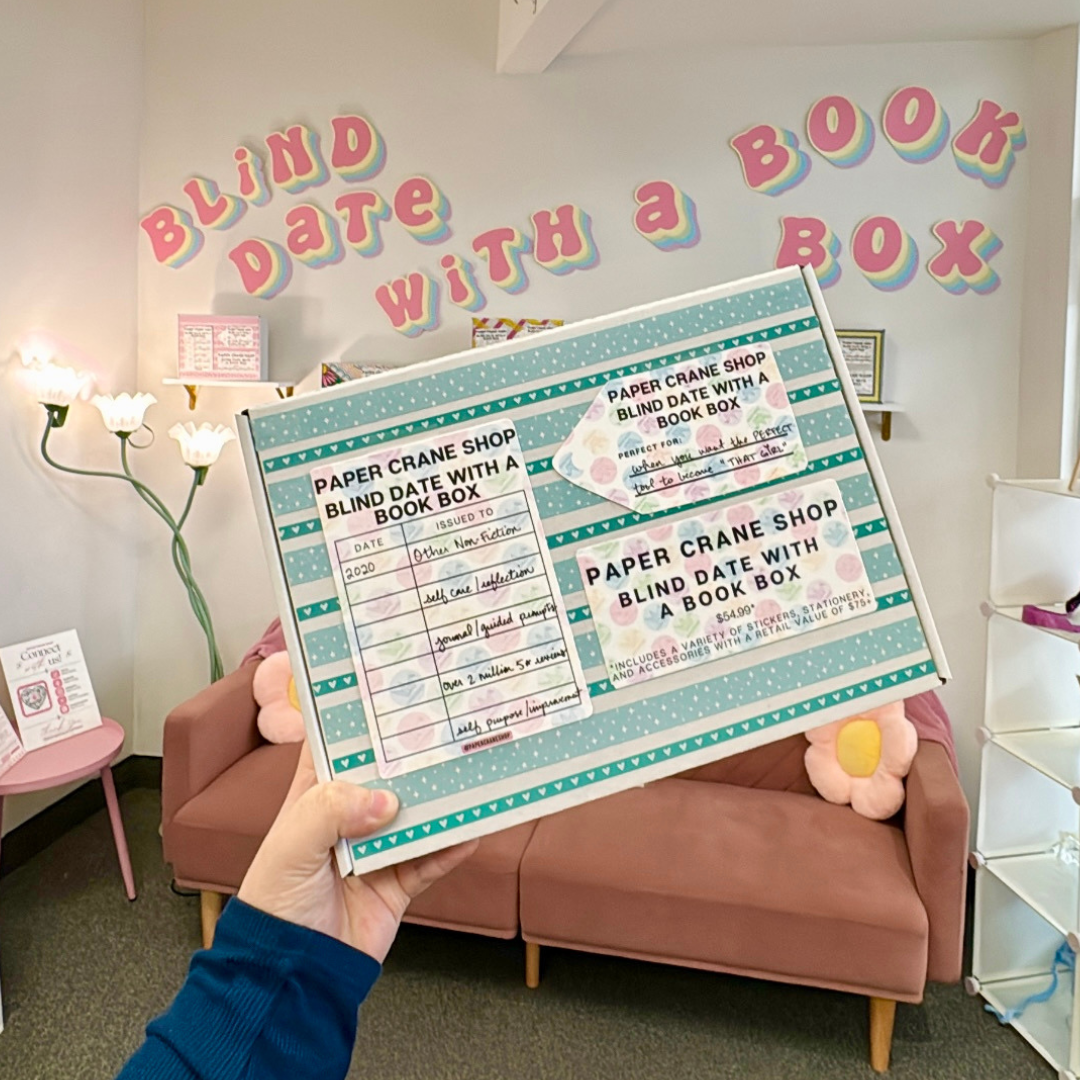 BLiND
Date
WiTH a
BOOK
BOX
PAPER CRANE SHOP
BLIND DATE WITH A
BOOK BOX
DATE
ISSUED TO
2020
Other Non-Fiction
self care/reflection
journal/guided prompts
over 2 million 5★ reviews
self purpose/improvement
@PAPERCRANESHOP
PAPER CRANE SHOP
BLIND DATE WITH A
BOOK BOX
PERFECT FOR:
when you want the PERFECT
tool to become "THAT GIRL"
PAPER CRANE SHOP
BLIND DATE WITH
A BOOK BOX
$54.99*
*INCLUDES A VARIETY OF STICKERS, STATIONERY,
AND ACCESSORIES WITH A RETAIL VALUE OF $75+
Connect
with us!